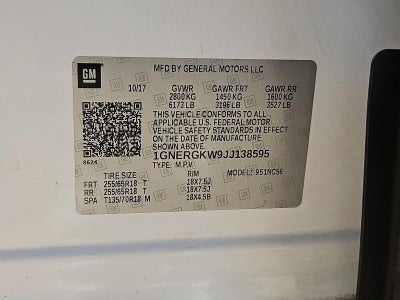 GM
MFD BY GENERAL MOTORS LLC
10/17 GVWR GAWR FRT GAWR RR
2800 KG 1450 KG 1600 KG
6173 LB 3196 LB 3527 LB
THIS VEHICLE CONFORMS TO ALL
APPLICABLE U.S. FEDERAL MOTOR
VEHICLE SAFETY STANDARDS IN EFFECT
ON THE DATE OF MANUFACTURE
SHOWN ABOVE.
8624
1GNERGKW9JJ138595
TYPE: M.P.V. MODEL: 951NC56
TIRE SIZE RIM
FRT 255/65R18 T 18X7.5J
RR 255/65R18 T 18X7.5J
SPA T135/70R18 M 18X4.5B